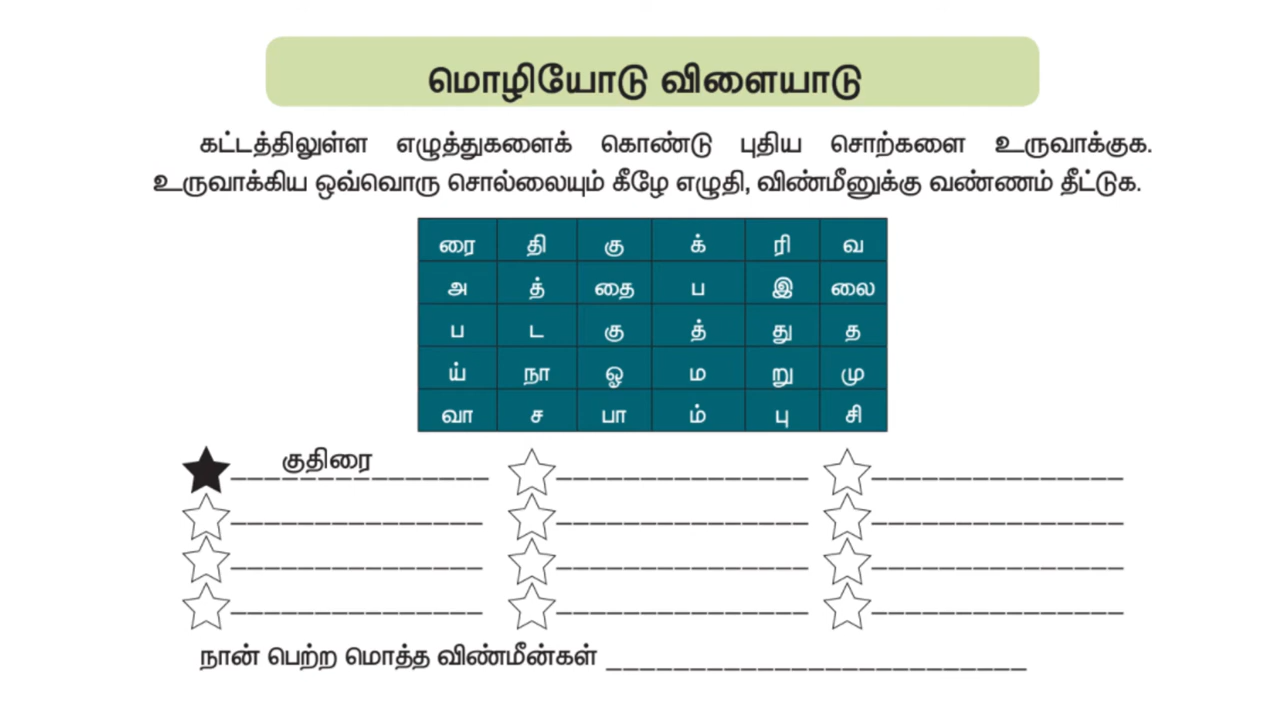 மொழியோடு விளையாடு
கட்டத்திலுள்ள எழுத்துகளைக் கொண்டு புதிய சொற்களை உருவாக்குக.
உருவாக்கிய ஒவ்வொரு சொல்லையும் கீழே எழுதி, விண்மீனுக்கு வண்ணம் தீட்டுக.
ரை தி கு க் ரி வ
அ த் தை ப இ லை
ப ட கு த் து த
ய் நா ஓ ம று மு
வா ச பா ம் பு சி
குதிரை
நான் பெற்ற மொத்த விண்மீன்கள்